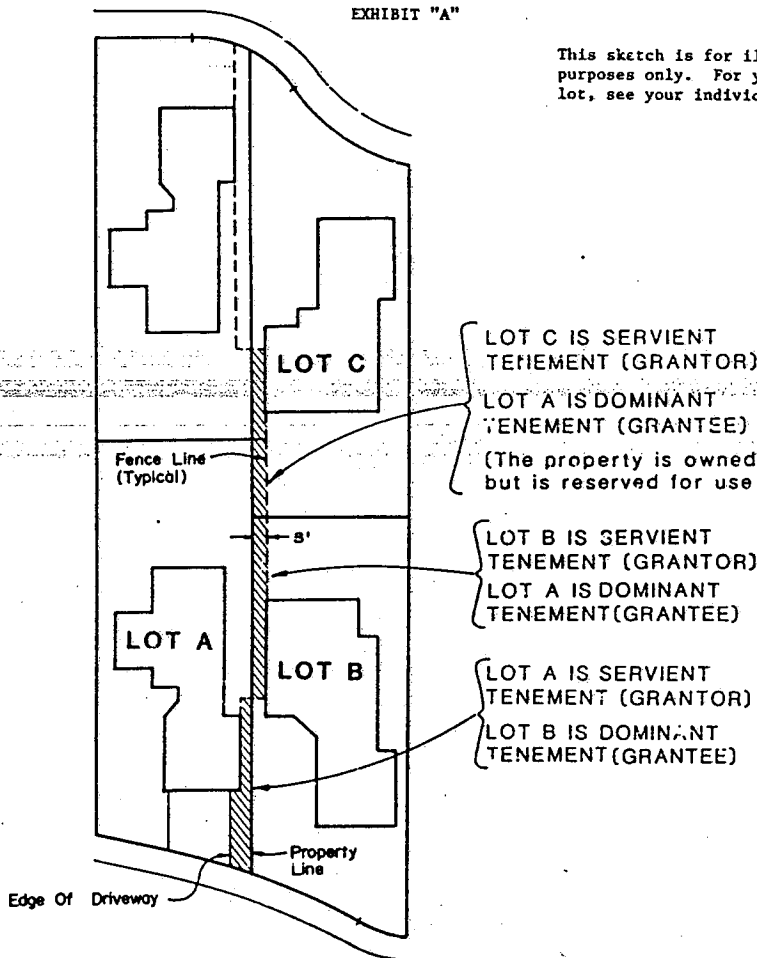 EXHIBIT "A"
This sketch is for il
purposes only. For y
lot, see your individ
LOT C IS SERVIENT
TENEMENT (GRANTOR)
LOT C
LOT A IS DOMINANT
TENEMENT (GRANTEE)
Fence Line
(Typical)
(The property is owned
but is reserved for use
LOT B IS SERVIENT
TENEMENT (GRANTOR)
LOT A IS DOMINANT
TENEMENT (GRANTEE)
LOT A
LOT B
LOT A IS SERVIENT
TENEMENT (GRANTOR)
LOT B IS DOMINANT
TENEMENT (GRANTEE)
Property
Line
Edge Of Driveway